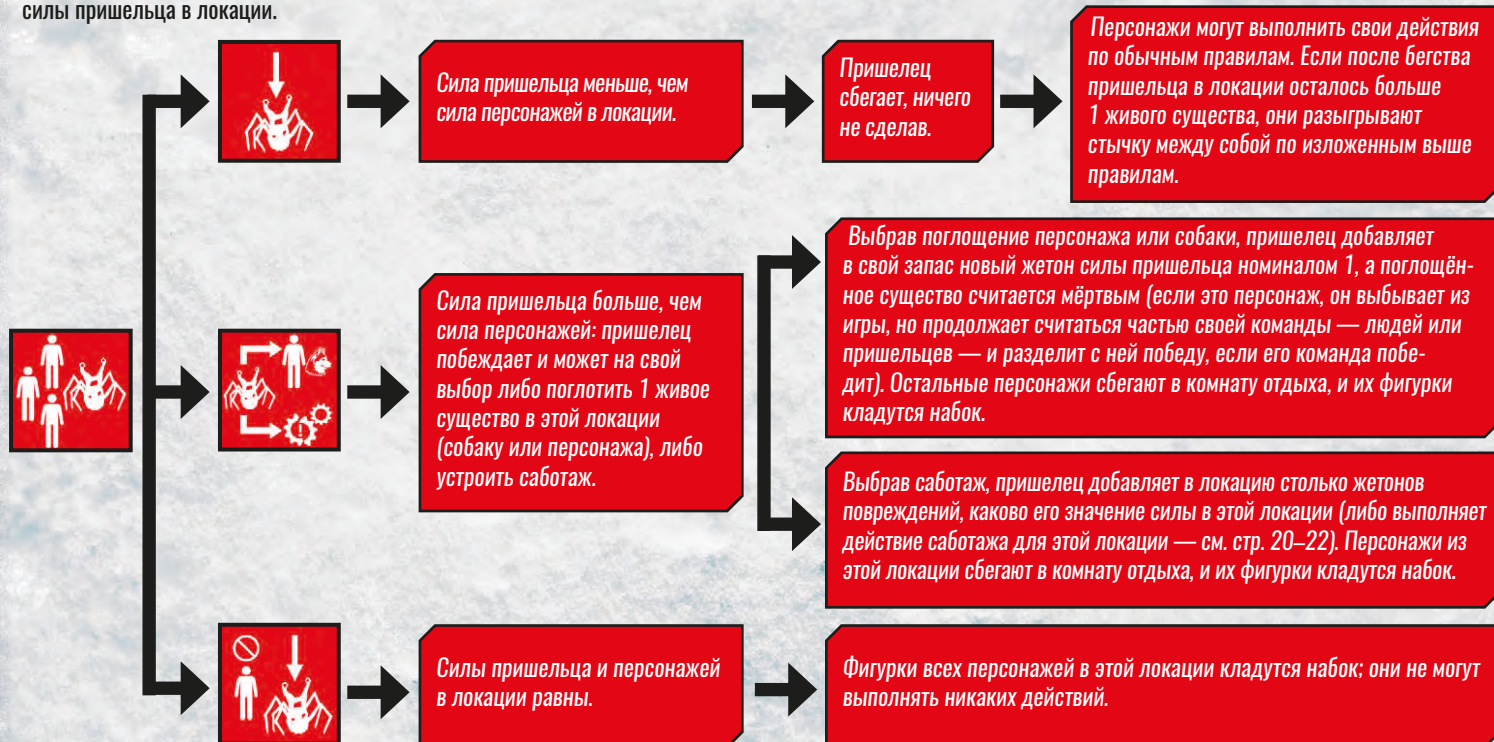 силы пришельца в локации.
Сила пришельца меньше, чем
сила персонажей в локации.
Пришелец
сбегает, ничего
не сделав.
Персонажи могут выполнить свои действия
по обычным правилам. Если после бегства
пришельца в локации осталось больше
1 живого существа, они разыгрывают
стычку между собой по изложенным выше
правилам.
Сила пришельца больше, чем
сила персонажей: пришелец
побеждает и может на свой
выбор либо поглотить 1 живое
существо в этой локации
(собаку или персонажа), либо
устроить саботаж.
Выбрав поглощение персонажа или собаки, пришелец добавляет
в свой запас новый жетон силы пришельца номиналом 1, а поглощён-
ное существо считается мёртвым (если это персонаж, он выбывает из
игры, но продолжает считаться частью своей команды — людей или
пришельцев — и разделит с ней победу, если его команда побе-
дит). Остальные персонажи сбегают в комнату отдыха, и их фигурки
кладутся набок.
Выбрав саботаж, пришелец добавляет в локацию столько жетонов
повреждений, каково его значение силы в этой локации (либо выполняет
действие саботажа для этой локации — см. стр. 20–22). Персонажи из
этой локации сбегают в комнату отдыха, и их фигурки кладутся набок.
Силы пришельца и персонажей
в локации равны.
Фигурки всех персонажей в этой локации кладутся набок; они не могут
выполнять никаких действий.